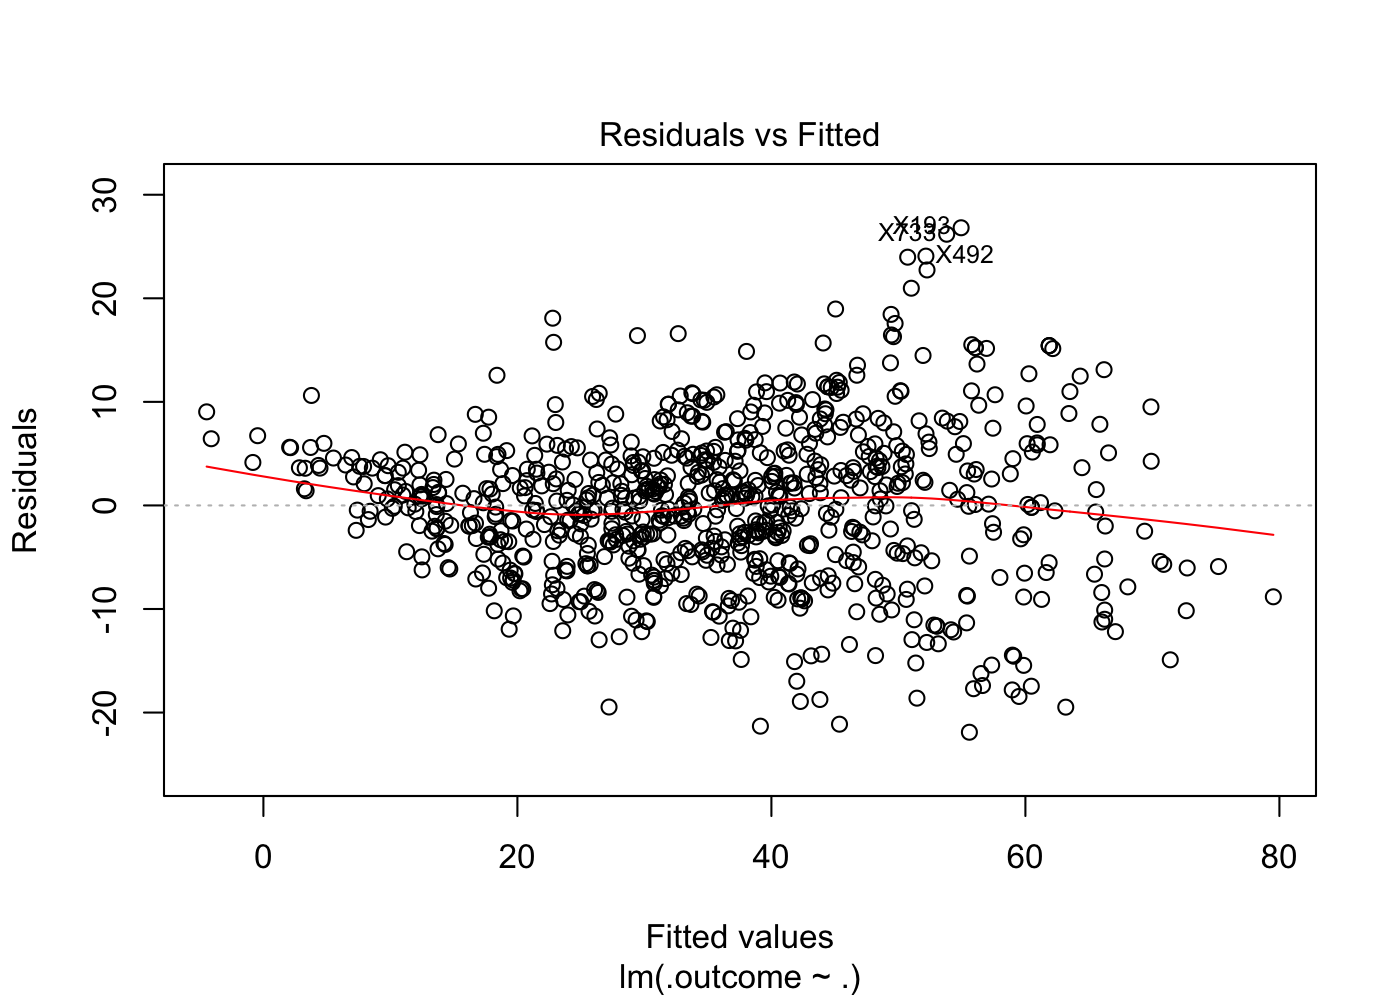 Residuals vs Fitted
Residuals
30
20
10
0
-10
-20
X193
X733
X492
0 20 40 60 80
Fitted values
lm(.outcome ~ .)